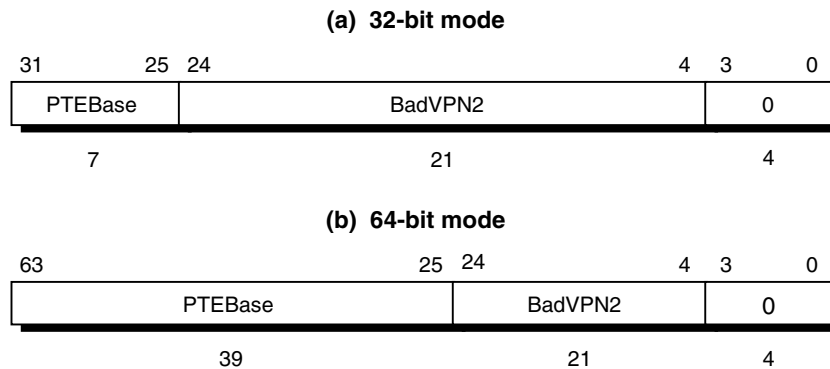 (a) 32-bit mode
31 25 24 4 3 0
PTEBase BadVPN2 0
7 21 4
(b) 64-bit mode
63 25 24 4 3 0
PTEBase BadVPN2 0
39 21 4